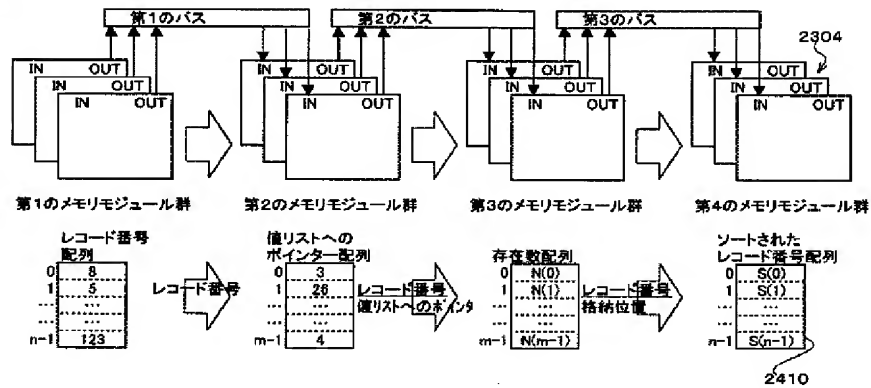 第1のバス
第2のバス
第3のバス
2304
IN OUT
IN OUT
IN OUT
IN OUT
IN OUT
IN OUT
IN OUT
IN OUT
IN OUT
IN OUT
IN OUT
IN OUT
第1のメモリモジュール群
第2のメモリモジュール群
第3のメモリモジュール群
第4のメモリモジュール群
レコード番号
配列
0 8
1 5
... ...
... ...
n-1 123
レコード番号
値リストへの
ポインター配列
0 3
1 26
... ...
... ...
m-1 4
レコード番号
値リストへのポインタ
存在数配列
0 N(0)
1 N(1)
... ...
... ...
m-1 N(m-1)
レコード番号
格納位置
ソートされた
レコード番号配列
0 S(0)
1 S(1)
... ...
... ...
n-1 S(n-1)
2410